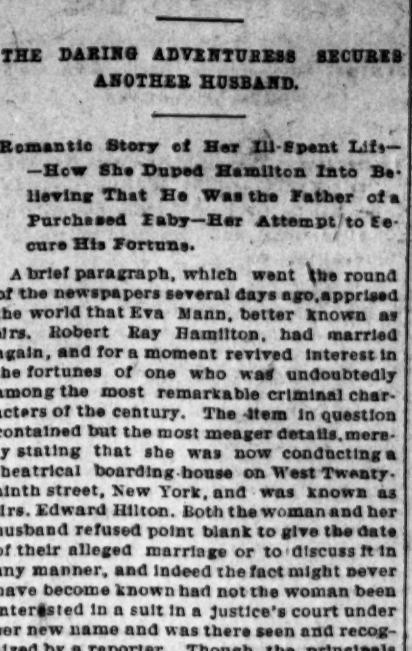 THE DARING ADVENTURESS SECURES
ANOTHER HUSBAND.
Romantic Story of Her Ill-Spent Life—
—How She Duped Hamilton Into Be-
lieving That He Was the Father of a
Purchased Baby—Her Attempt to Se-
cure His Fortune.
A brief paragraph, which went the round
of the newspapers several days ago, apprised
the world that Eva Mann, better known as
Mrs. Robert Ray Hamilton, had married
again, and for a moment revived interest in
the fortunes of one who was undoubtedly
among the most remarkable criminal char-
acters of the century. The item in question
contained but the most meager details, mere-
ly stating that she was now conducting a
theatrical boarding-house on West Twenty-
ninth street, New York, and was known as
Mrs. Edward Hilton. Both the woman and her
husband refused point blank to give the date
of their alleged marriage or to discuss it in
any manner, and indeed the fact might never
have become known had not the woman been
interested in a suit in a justice's court under
her new name and was there seen and recog-
nized by a reporter. Though the principals